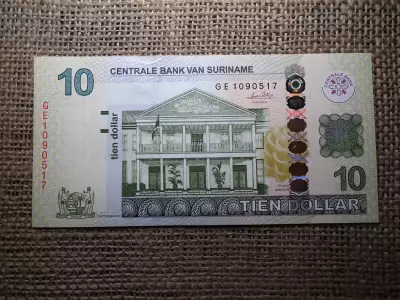 10
CENTRALE BANK VAN SURINAME
GE 1090517
GE1090517
tien dollar
10
TIEN DOLLAR